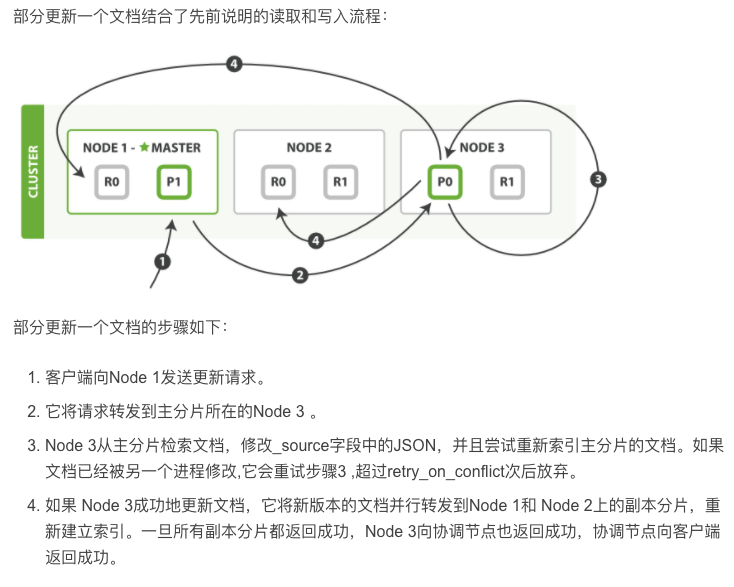 部分更新一个文档结合了先前说明的读取和写入流程：
4
CLUSTER
NODE 1 - ★MASTER
NODE 2
NODE 3
R0
P1
R0
R1
P0
R1
3
4
1
2
部分更新一个文档的步骤如下：
1. 客户端向Node 1发送更新请求。
2. 它将请求转发到主分片所在的Node 3 。
3. Node 3从主分片检索文档，修改_source字段中的JSON，并且尝试重新索引主分片的文档。如果
文档已经被另一个进程修改,它会重试步骤3 ,超过retry_on_conflict次后放弃。
4. 如果 Node 3成功地更新文档，它将新版本的文档并行转发到Node 1和 Node 2上的副本分片，重
新建立索引。一旦所有副本分片都返回成功，Node 3向协调节点也返回成功，协调节点向客户端
返回成功。